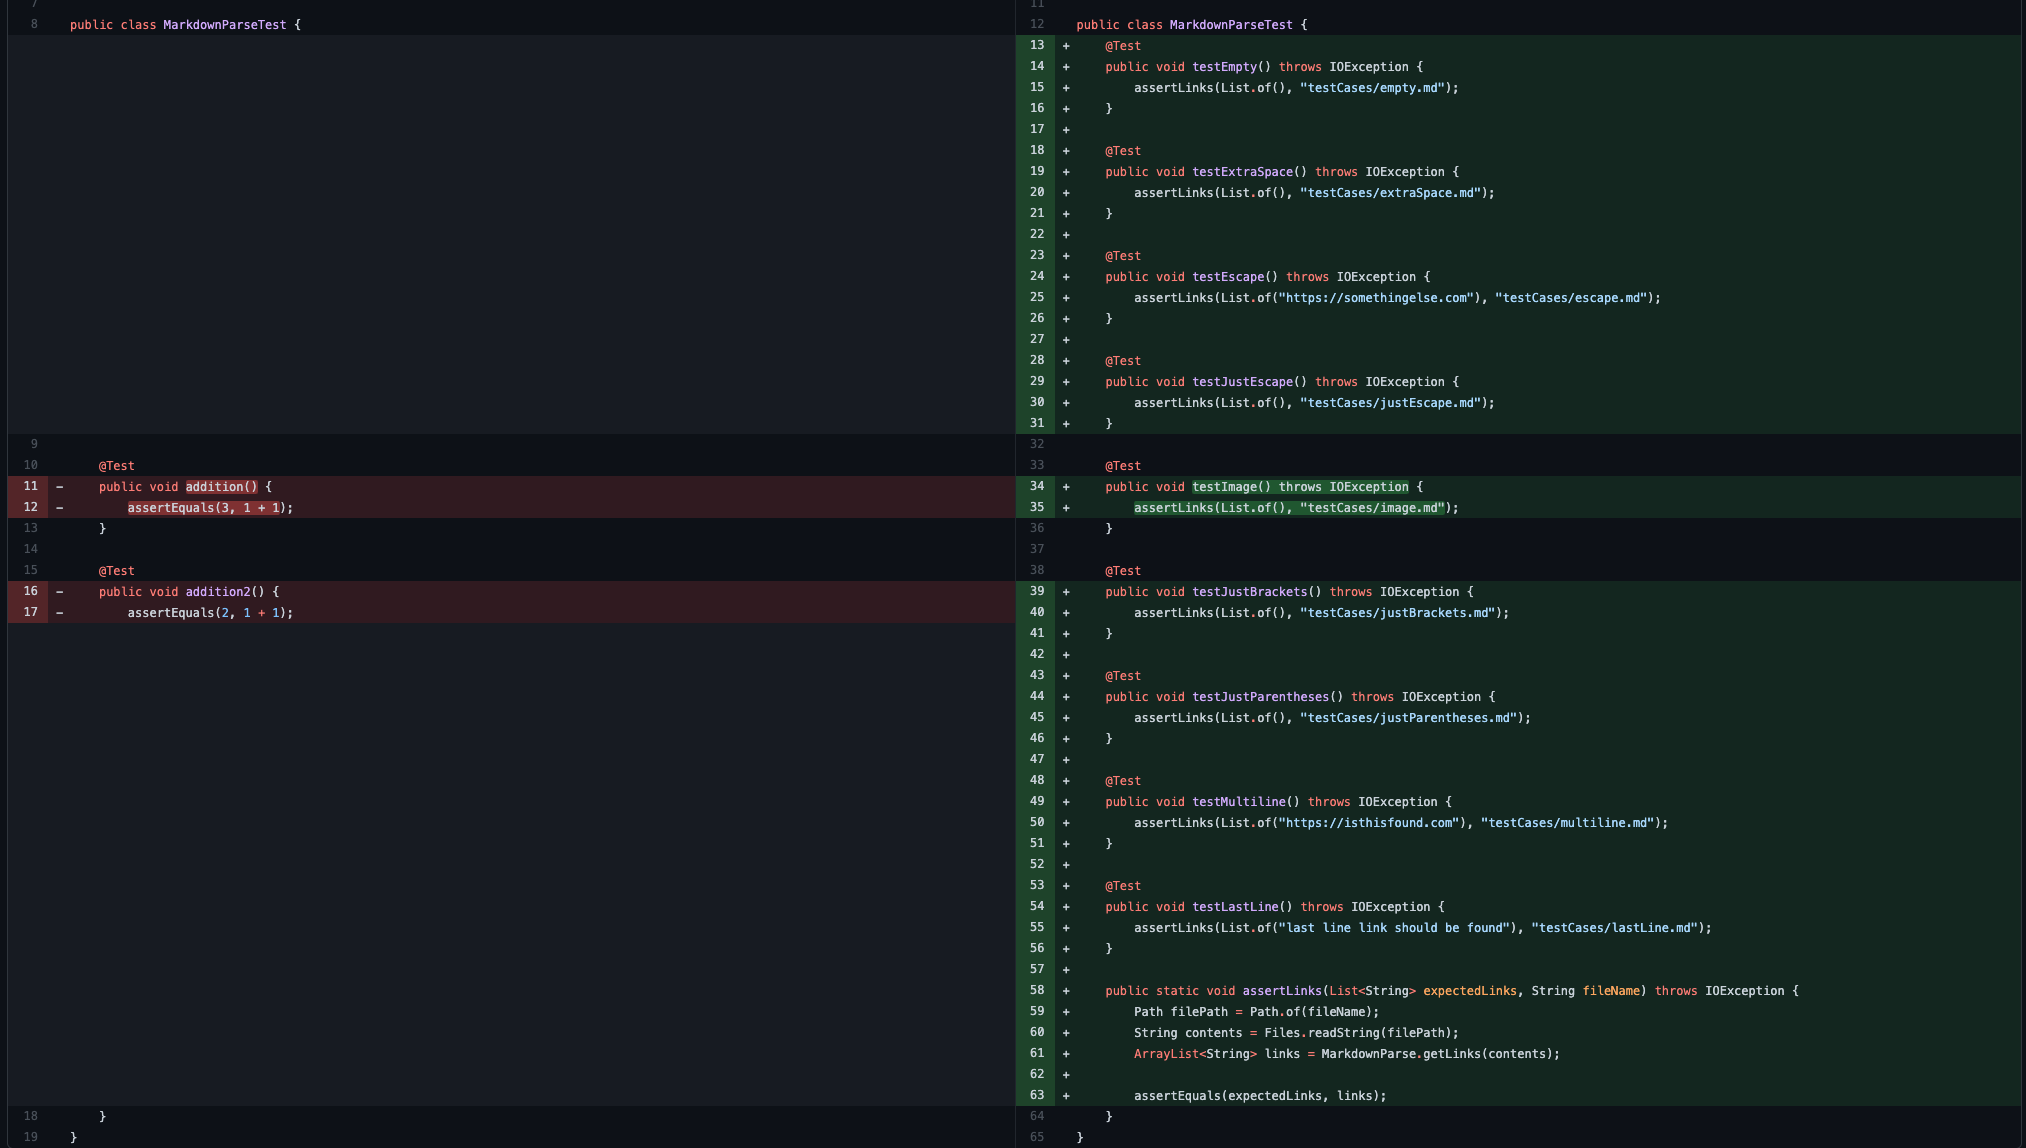 7
8 public class MarkdownParseTest {
9
10 @Test
11 - public void addition() {
12 - assertEquals(3, 1 + 1);
13 }
14
15 @Test
16 - public void addition2() {
17 - assertEquals(2, 1 + 1);
18 }
19 }
11
12 public class MarkdownParseTest {
13 + @Test
14 + public void testEmpty() throws IOException {
15 + assertLinks(List.of(), "testCases/empty.md");
16 + }
17 +
18 + @Test
19 + public void testExtraSpace() throws IOException {
20 + assertLinks(List.of(), "testCases/extraSpace.md");
21 + }
22 +
23 + @Test
24 + public void testEscape() throws IOException {
25 + assertLinks(List.of("https://somethingelse.com"), "testCases/escape.md");
26 + }
27 +
28 + @Test
29 + public void testJustEscape() throws IOException {
30 + assertLinks(List.of(), "testCases/justEscape.md");
31 + }
32
33 @Test
34 + public void testImage() throws IOException {
35 + assertLinks(List.of(), "testCases/image.md");
36 }
37
38 @Test
39 + public void testJustBrackets() throws IOException {
40 + assertLinks(List.of(), "testCases/justBrackets.md");
41 + }
42 +
43 + @Test
44 + public void testJustParentheses() throws IOException {
45 + assertLinks(List.of(), "testCases/justParentheses.md");
46 + }
47 +
48 + @Test
49 + public void testMultiline() throws IOException {
50 + assertLinks(List.of("https://isthisfound.com"), "testCases/multiline.md");
51 + }
52 +
53 + @Test
54 + public void testLastLine() throws IOException {
55 + assertLinks(List.of("last line link should be found"), "testCases/lastLine.md");
56 + }
57 +
58 + public static void assertLinks(List<String> expectedLinks, String fileName) throws IOException {
59 + Path filePath = Path.of(fileName);
60 + String contents = Files.readString(filePath);
61 + ArrayList<String> links = MarkdownParse.getLinks(contents);
62 +
63 + assertEquals(expectedLinks, links);
64 }
65 }